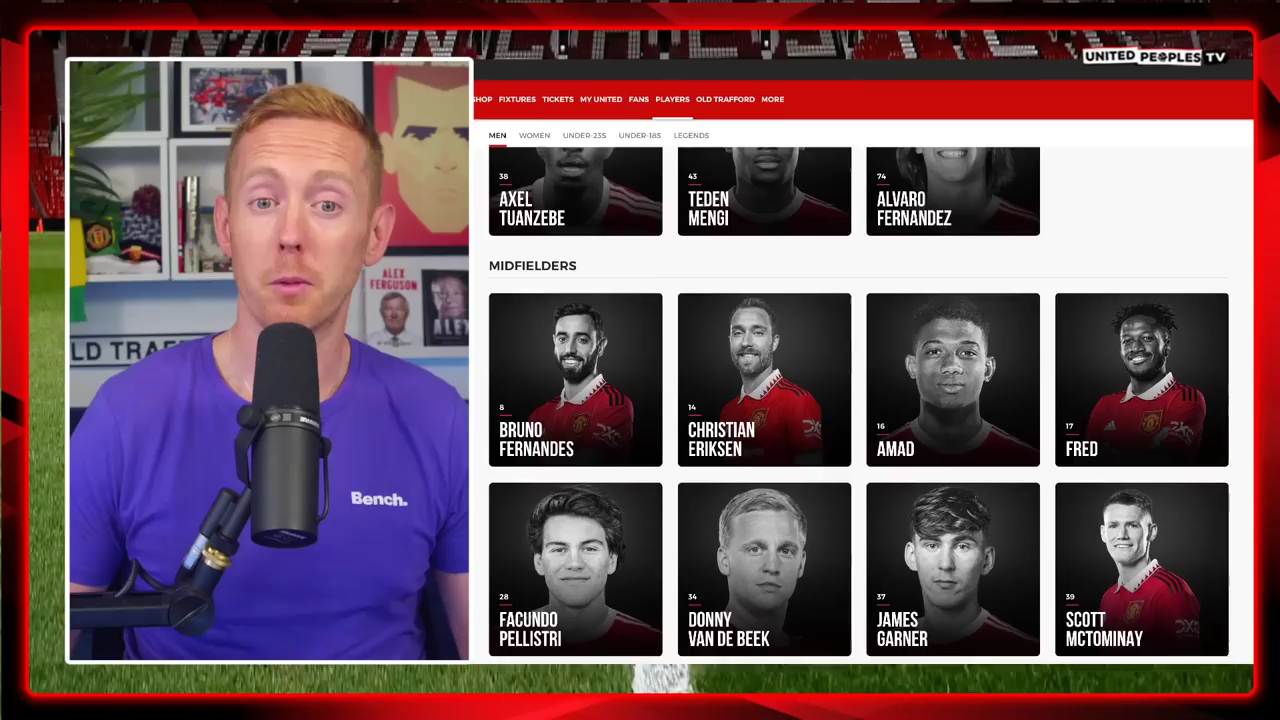 UNITED PEOPLES TV
SHOP FIXTURES TICKETS MY UNITED FANS PLAYERS OLD TRAFFORD MORE
MEN WOMEN UNDER-23S UNDER-18S LEGENDS
38
AXEL
TUANZEBE
43
TEDEN
MENGI
74
ALVARO
FERNANDEZ
MIDFIELDERS
8
BRUNO
FERNANDES
14
CHRISTIAN
ERIKSEN
16
AMAD
17
FRED
28
FACUNDO
PELLISTRI
34
DONNY
VAN DE BEEK
37
JAMES
GARNER
39
SCOTT
MCTOMINAY
ALEX
FERGUSON
ALEX
LD TRAFF
Bench.